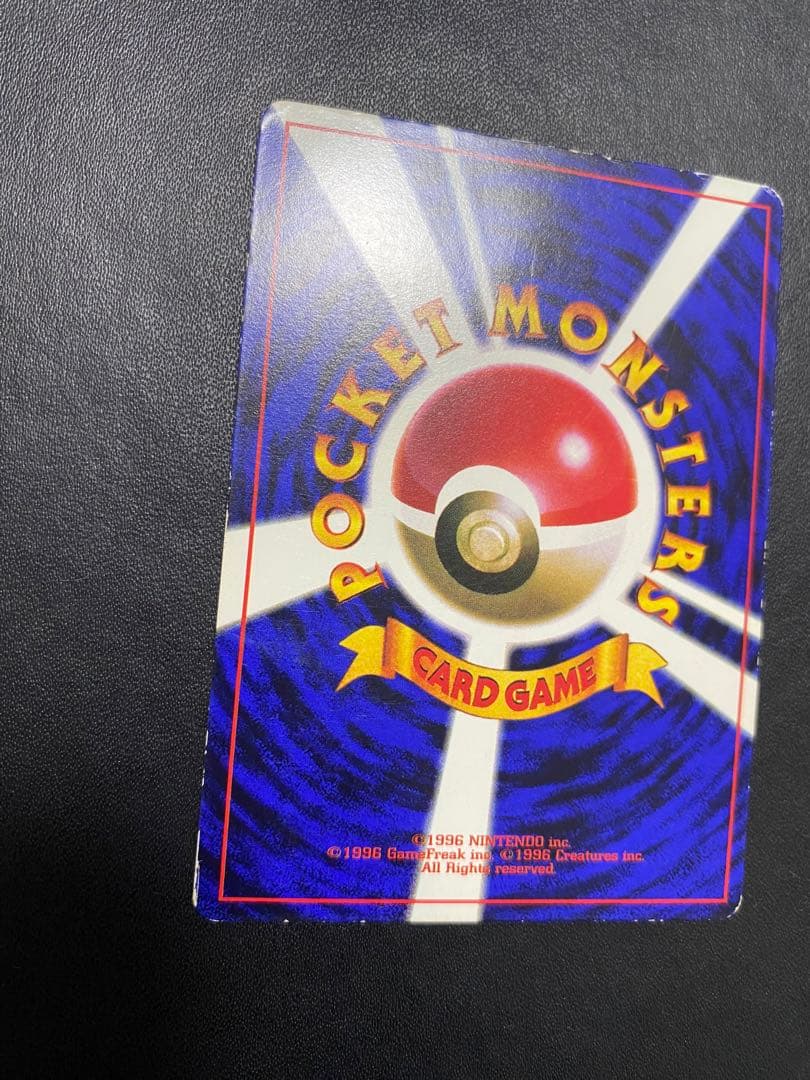 POCKET MONSTERS
CARD GAME
©1996 NINTENDO inc.
©1996 GameFreak inc. ©1996 Creatures inc.
All Rights reserved.